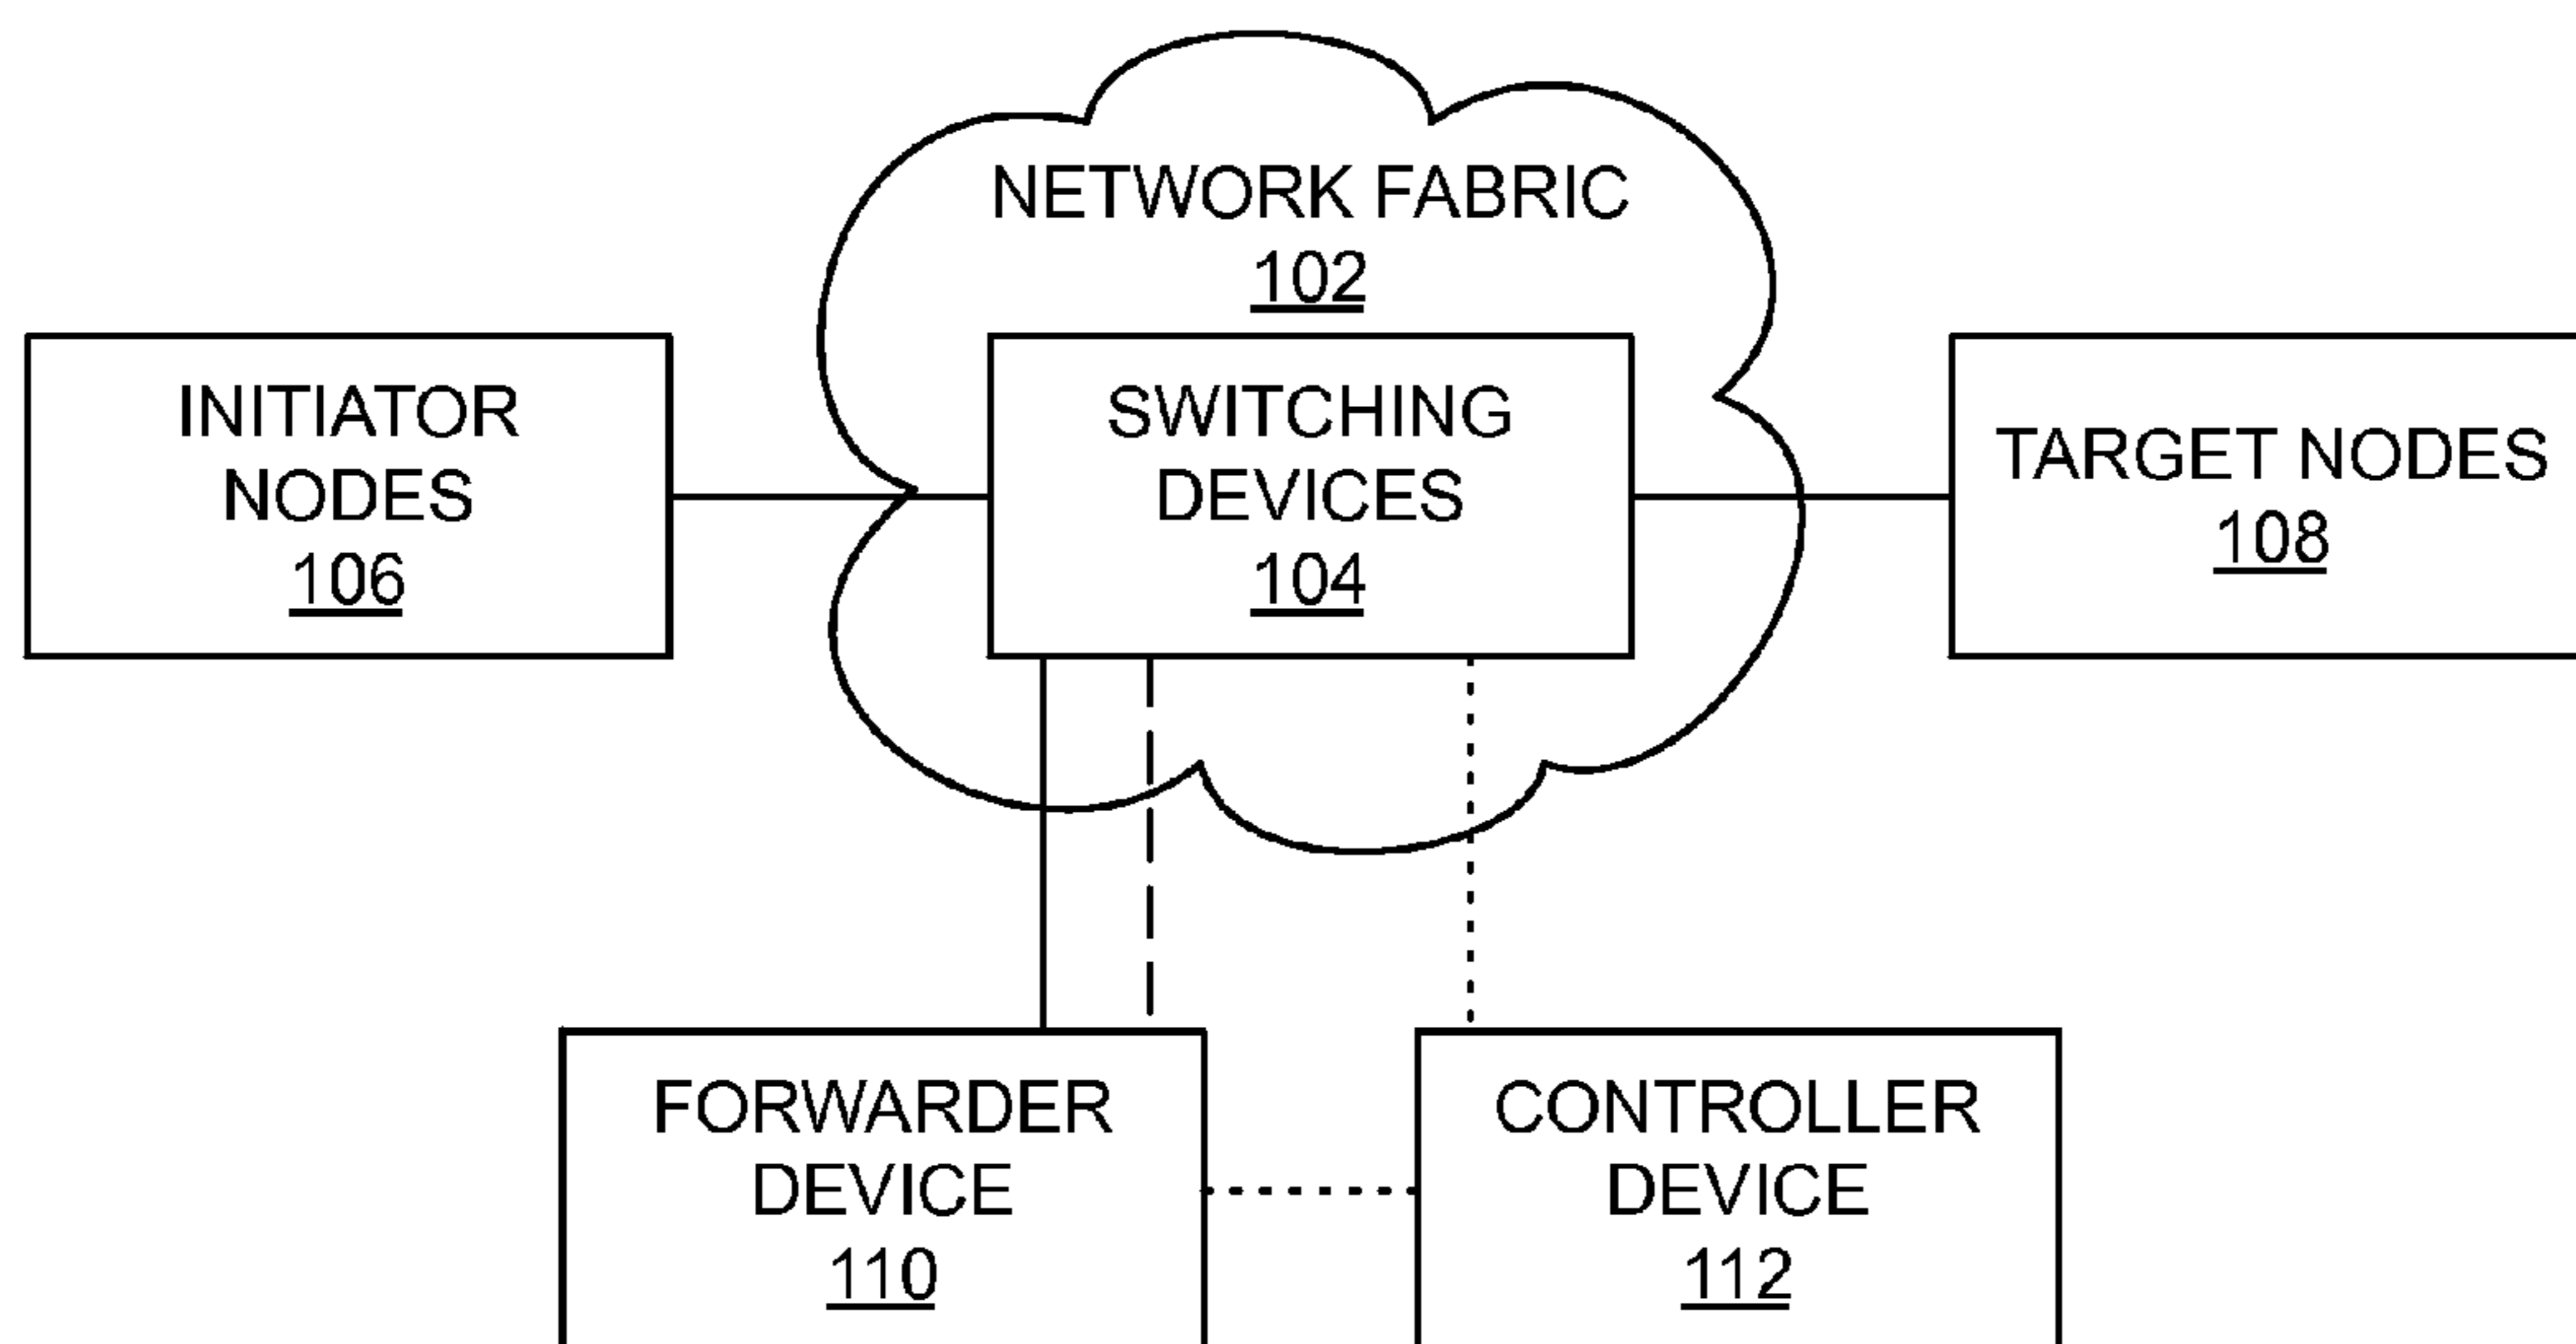 NETWORK FABRIC
102
INITIATOR
NODES
106
SWITCHING
DEVICES
104
TARGET NODES
108
FORWARDER
DEVICE
110
CONTROLLER
DEVICE
112